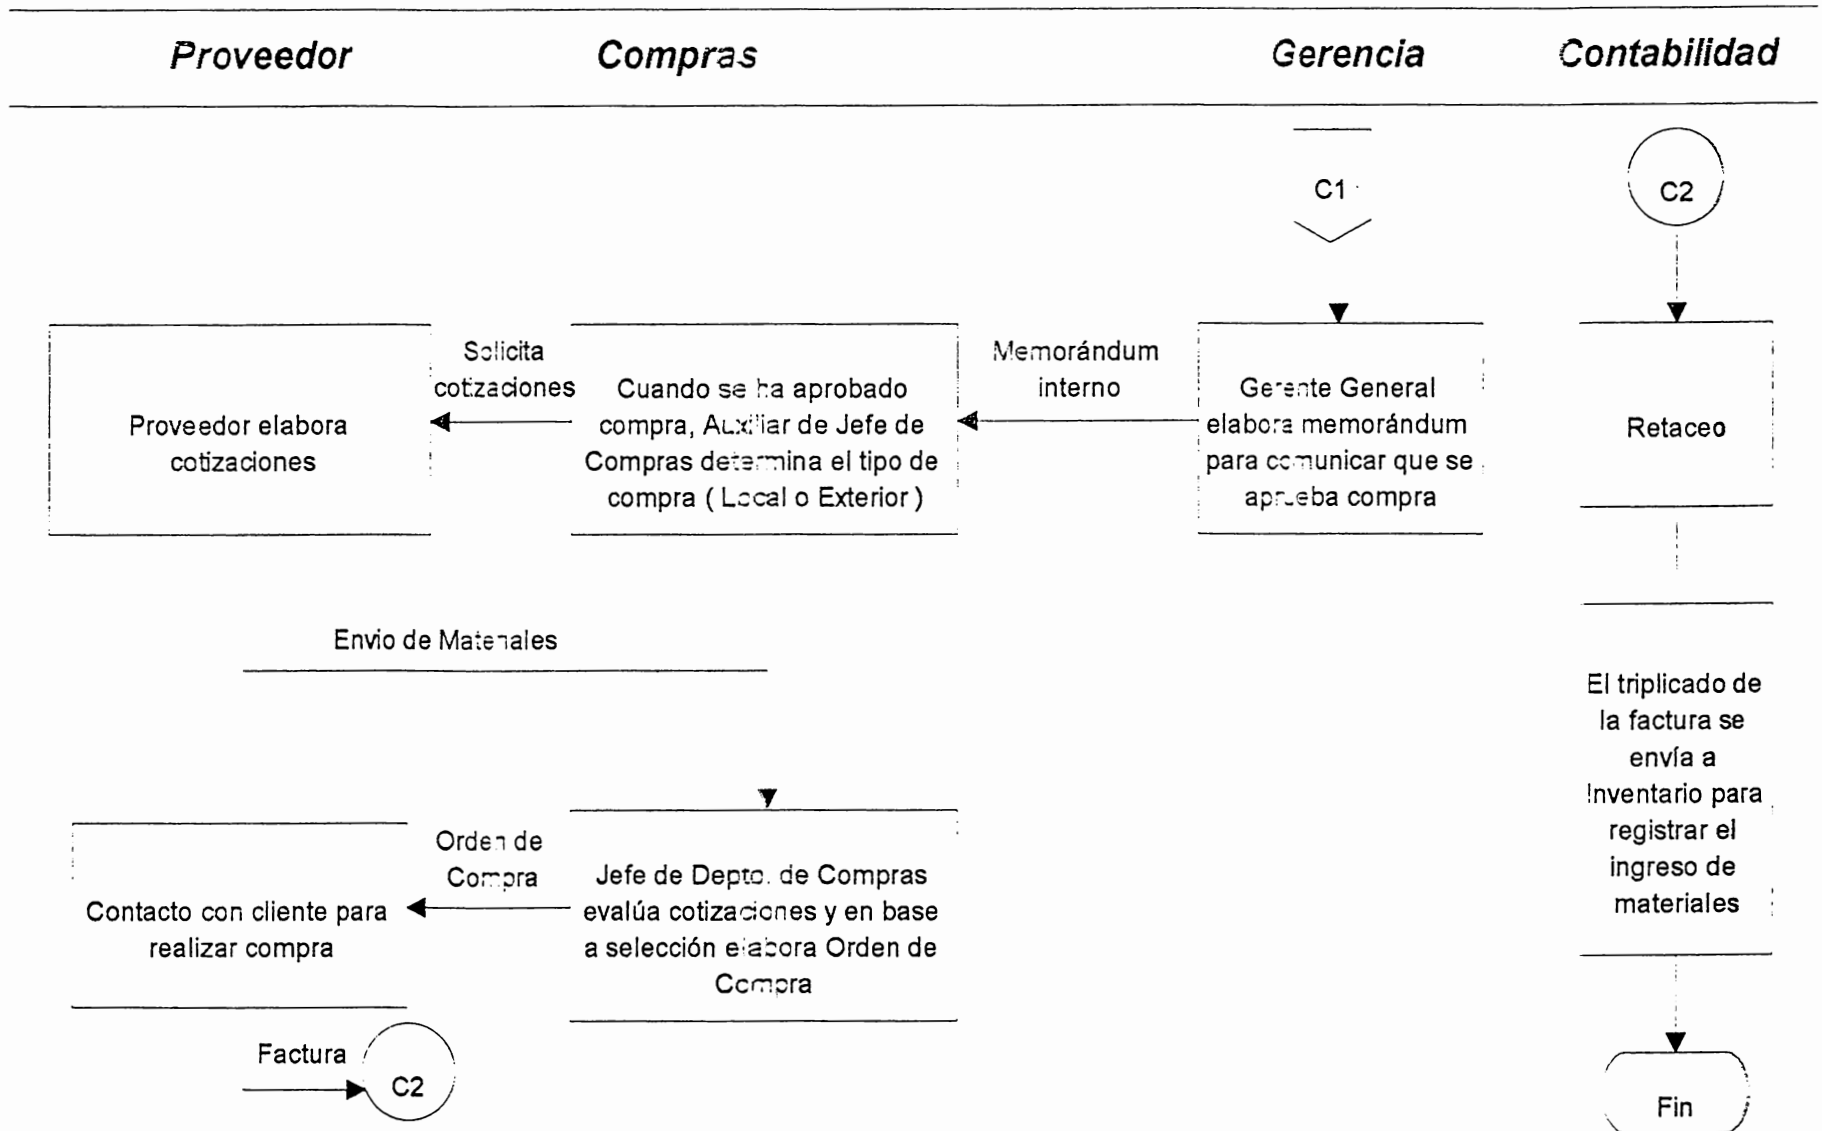 Proveedor Compras Gerencia Contabilidad
C1
C2
Solicita
cotizaciones
Memorándum
interno
Proveedor elabora
cotizaciones
Cuando se ha aprobado
compra, Auxiliar de Jefe de
Compras determina el tipo de
compra ( Local o Exterior )
Gerente General
elabora memorándum
para comunicar que se
aprueba compra
Retaceo
Envio de Materiales
El triplicado de
la factura se
envía a
Inventario para
registrar el
ingreso de
materiales
Orden de
Compra
Contacto con cliente para
realizar compra
Jefe de Depto. de Compras
evalúa cotizaciones y en base
a selección elabora Orden de
Compra
Factura
C2
Fin